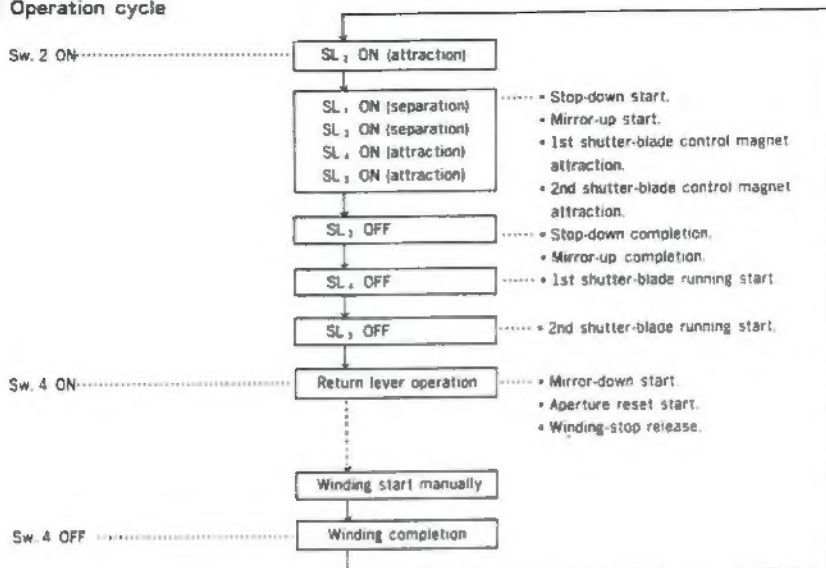 Operation cycle
Sw. 2 ON
SL ₂ ON (attraction)
SL ₁ ON (separation)
SL ON (separation)
SL ₄ ON (attraction)
SL ON (attraction)
• Stop-down start.
• Mirror-up start.
• 1st shutter-blade control magnet
attraction.
• 2nd shutter-blade control magnet
attraction.
SL OFF
• Stop-down completion.
• Mirror-up completion.
SL ₄ OFF
• 1st shutter-blade running start
SL OFF
• 2nd shutter-blade running start.
Sw. 4 ON
Return lever operation
• Mirror-down start.
• Aperture reset start.
• Winding-stop release.
Winding start manually
Sw. 4 OFF
Winding completion